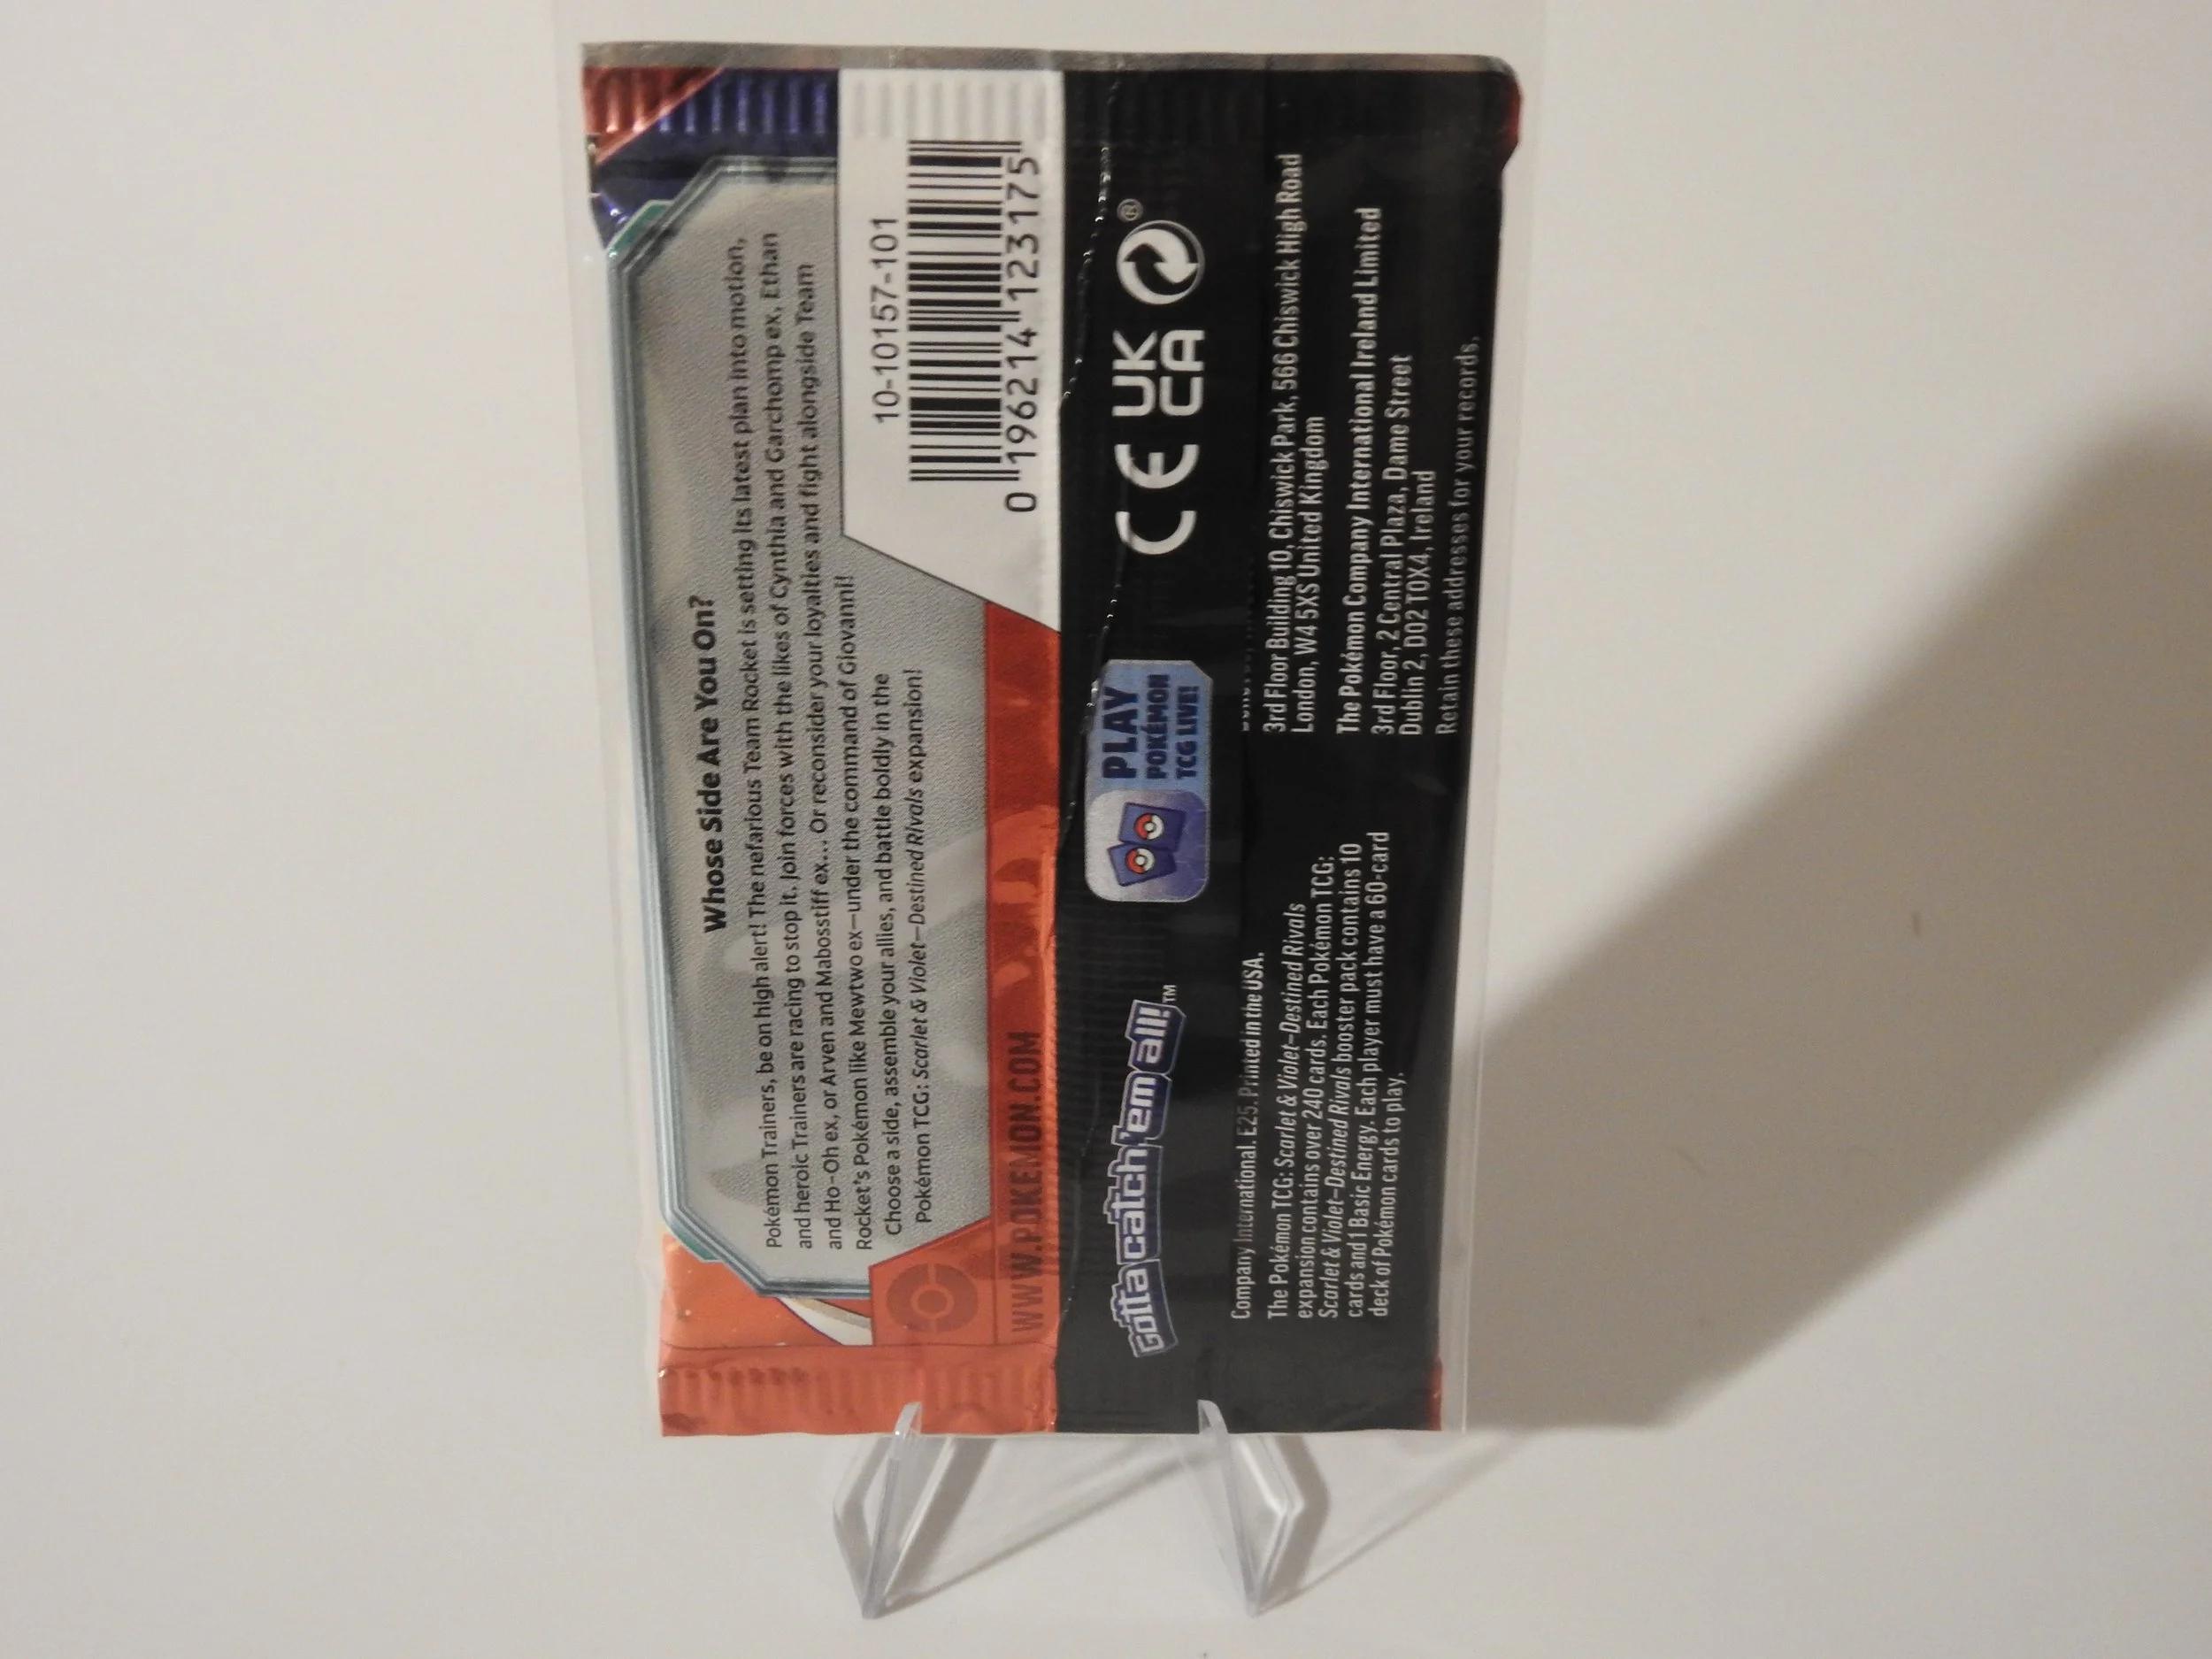 Whose Side Are You On?
Pokémon Trainers, be on high alert! The nefarious Team Rocket is setting its latest plan into motion,
and heroic Trainers are racing to stop it. Join forces with the likes of Cynthia and Garchomp ex, Ethan
and Ho-Oh ex, or Arven and Mabosstiff ex... Or reconsider your loyalties and fight alongside Team
Rocket's Pokémon like Mewtwo ex—under the command of Giovanni!
Choose a side, assemble your allies, and battle boldly in the
Pokémon TCG: Scarlet & Violet—Destined Rivals expansion!
10-10157-101
0 196214 123175
WWW.POKEMON.COM
Gotta catch 'em all!™
PLAY
POKÉMON
TCG LIVE!
CE UK
CA
®
Company International. E25. Printed in the USA.
The Pokémon TCG: Scarlet & Violet—Destined Rivals
expansion contains over 240 cards. Each Pokémon TCG:
Scarlet & Violet—Destined Rivals booster pack contains 10
cards and 1 Basic Energy. Each player must have a 60-card
deck of Pokémon cards to play.
3rd Floor Building 10, Chiswick Park, 566 Chiswick High Road
London, W4 5XS United Kingdom
The Pokémon Company International Ireland Limited
3rd Floor, 2 Central Plaza, Dame Street
Dublin 2, D02 T0X4, Ireland
Retain these addresses for your records.